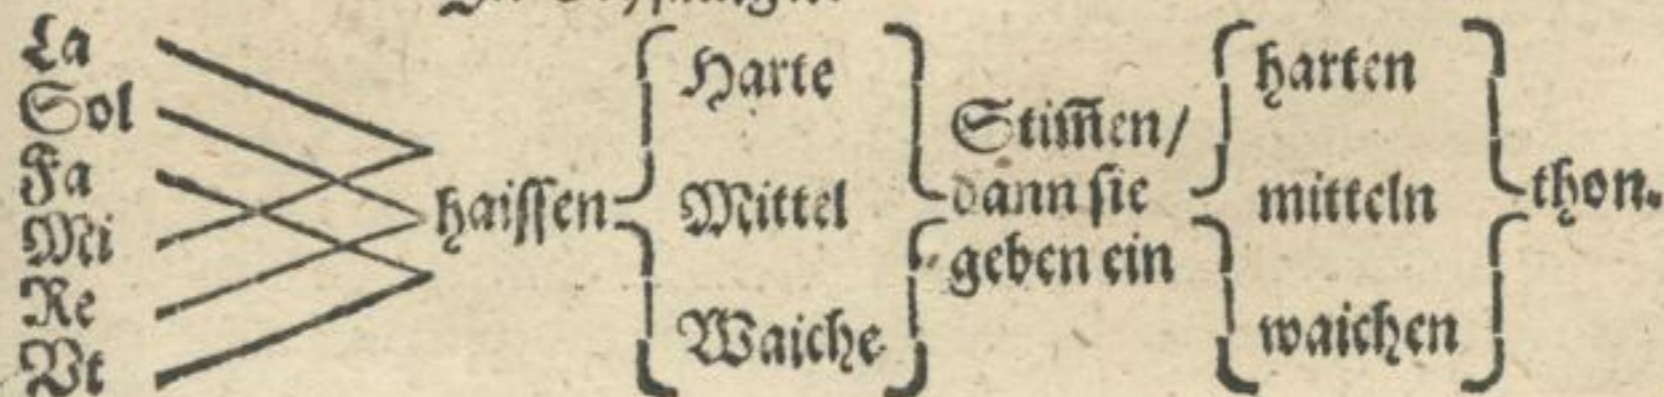 La
Sol
Fa
Mi
Re
Vt
haissen
Harte
Mittel
Waiche
Stim̃en/
dann sie
geben ein
harten
mitteln
waichen
thon.